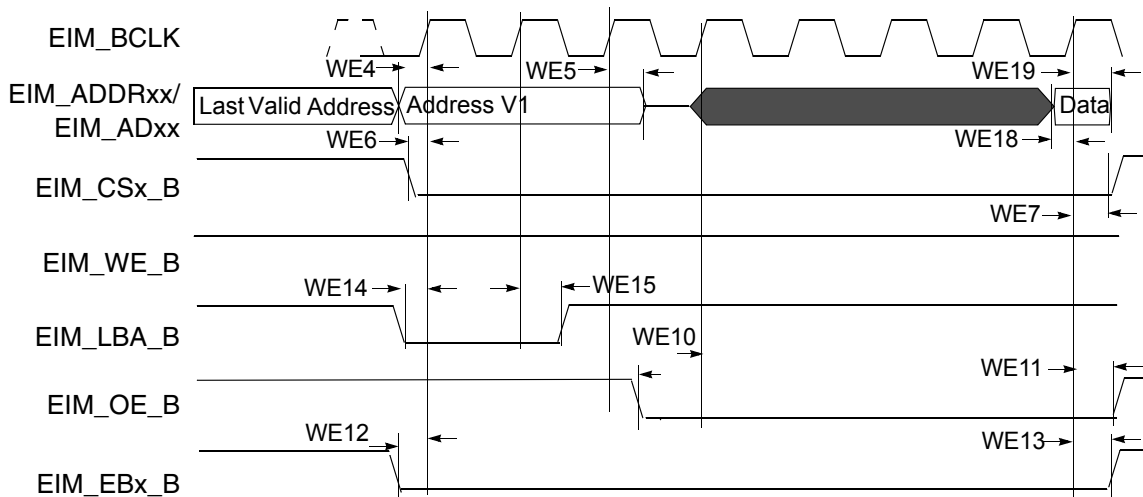 EIM_BCLK
WE4
WE5
WE19
EIM_ADDRxx/
EIM_ADxx
Last Valid Address
Address V1
Data
WE6
WE18
EIM_CSx_B
WE7
EIM_WE_B
WE14
WE15
EIM_LBA_B
WE10
WE11
EIM_OE_B
WE12
WE13
EIM_EBx_B